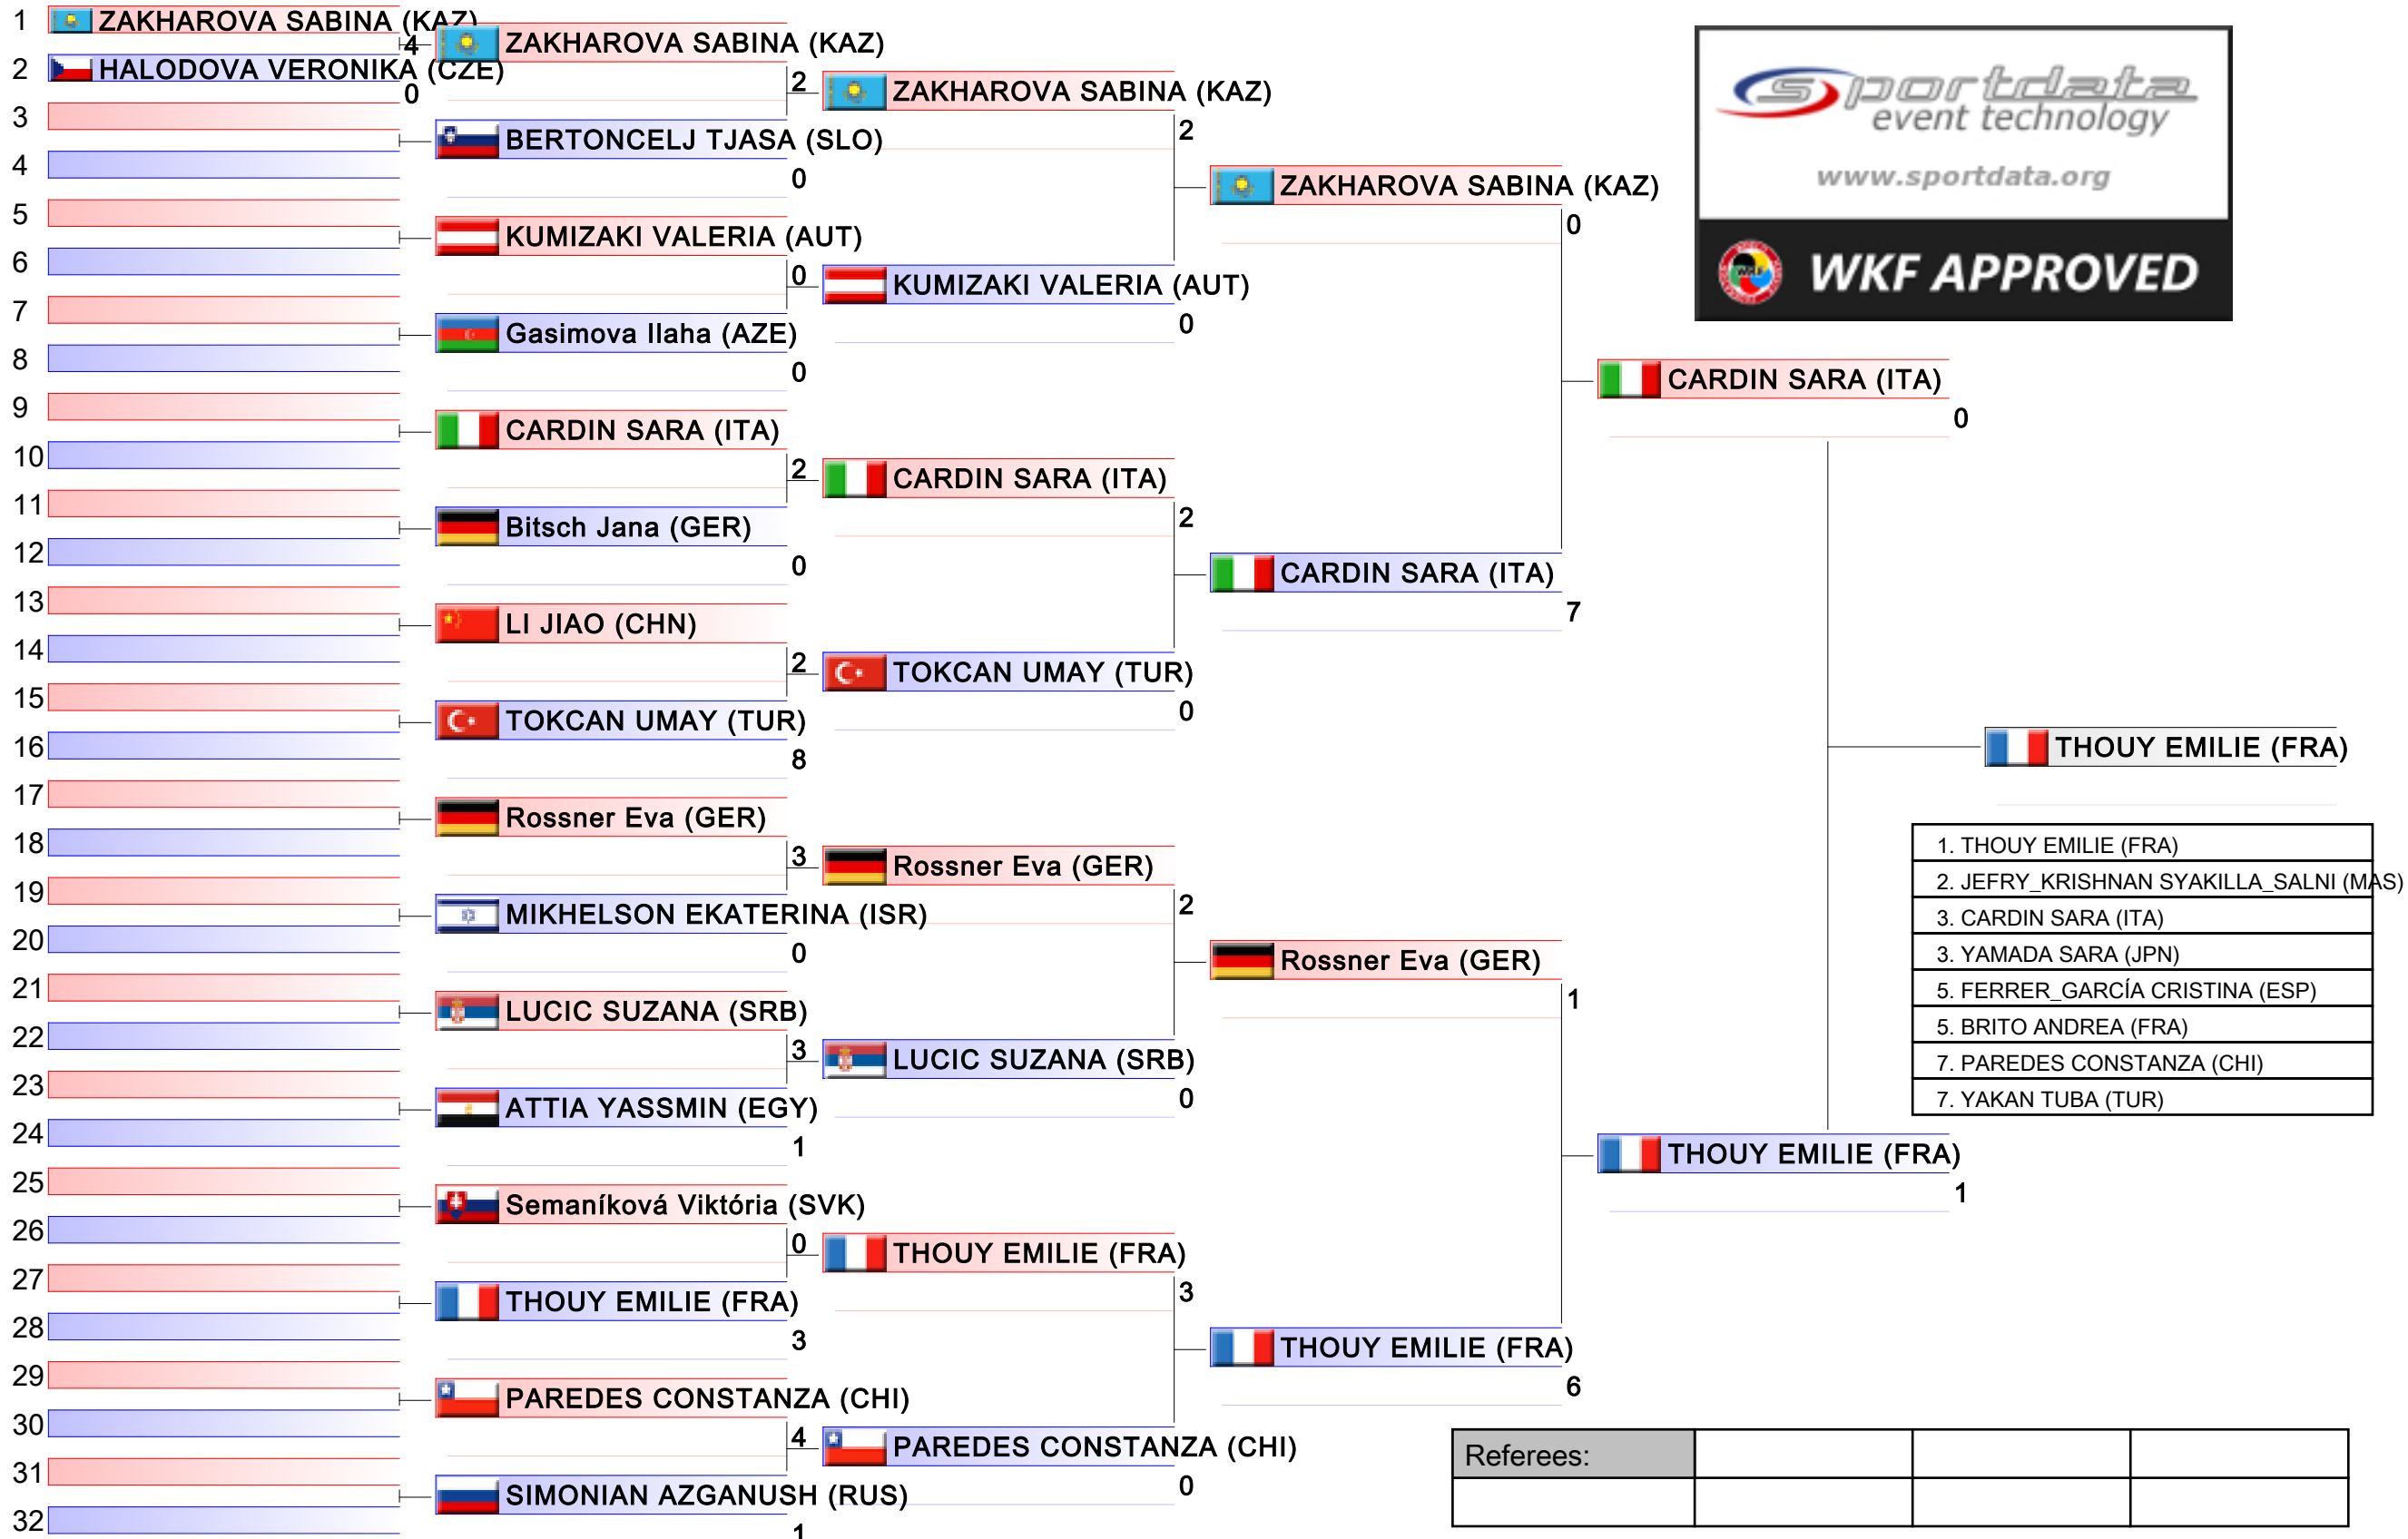 1
ZAKHAROVA SABINA (KAZ)
4
2
HALODOVA VERONIKA (CZE)
0
3
4
5
6
7
8
9
10
11
12
13
14
15
16
17
18
19
20
21
22
23
24
25
26
27
28
29
30
31
32
ZAKHAROVA SABINA (KAZ)
2
BERTONCELJ TJASA (SLO)
0
KUMIZAKI VALERIA (AUT)
0
Gasimova Ilaha (AZE)
0
CARDIN SARA (ITA)
2
Bitsch Jana (GER)
0
LI JIAO (CHN)
2
TOKCAN UMAY (TUR)
8
Rossner Eva (GER)
3
MIKHELSON EKATERINA (ISR)
0
LUCIC SUZANA (SRB)
3
ATTIA YASSMIN (EGY)
1
Semaníková Viktória (SVK)
0
THOUY EMILIE (FRA)
3
PAREDES CONSTANZA (CHI)
4
SIMONIAN AZGANUSH (RUS)
1
ZAKHAROVA SABINA (KAZ)
2
KUMIZAKI VALERIA (AUT)
0
CARDIN SARA (ITA)
2
TOKCAN UMAY (TUR)
0
Rossner Eva (GER)
2
LUCIC SUZANA (SRB)
0
THOUY EMILIE (FRA)
3
PAREDES CONSTANZA (CHI)
0
ZAKHAROVA SABINA (KAZ)
0
CARDIN SARA (ITA)
7
Rossner Eva (GER)
1
THOUY EMILIE (FRA)
6
CARDIN SARA (ITA)
0
THOUY EMILIE (FRA)
1
THOUY EMILIE (FRA)
sportdata
event technology
www.sportdata.org
WKF
WKF APPROVED
1. THOUY EMILIE (FRA)
2. JEFRY_KRISHNAN SYAKILLA_SALNI (MAS)
3. CARDIN SARA (ITA)
3. YAMADA SARA (JPN)
5. FERRER_GARCÍA CRISTINA (ESP)
5. BRITO ANDREA (FRA)
7. PAREDES CONSTANZA (CHI)
7. YAKAN TUBA (TUR)
Referees: